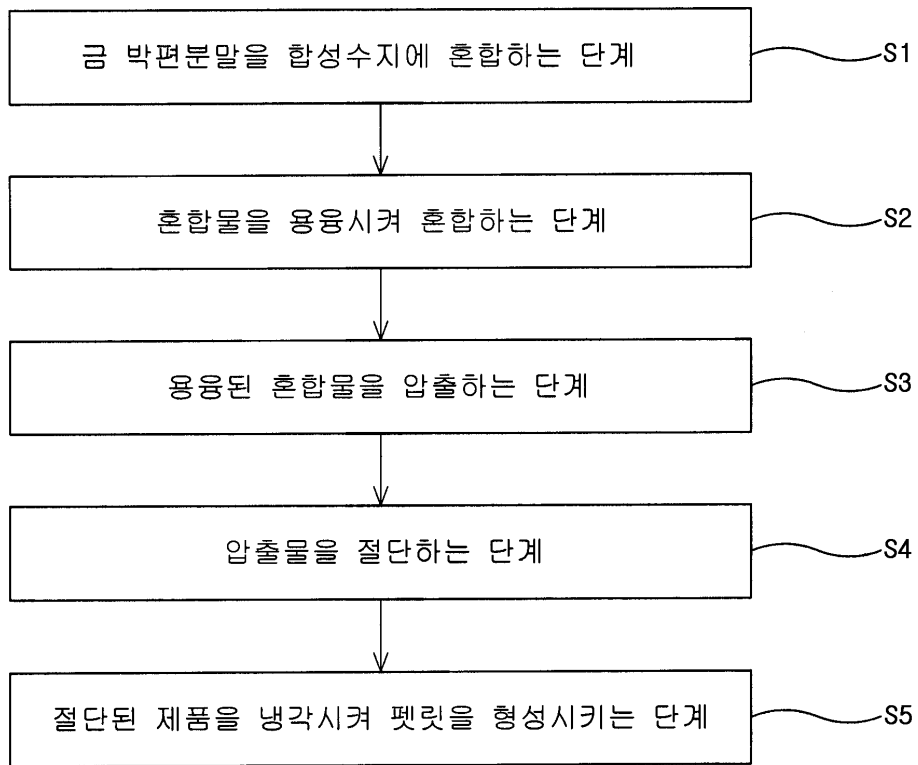 금 박편분말을 합성수지에 혼합하는 단계 S1
혼합물을 용융시켜 혼합하는 단계 S2
용융된 혼합물을 압출하는 단계 S3
압출물을 절단하는 단계 S4
절단된 제품을 냉각시켜 펫릿을 형성시키는 단계 S5